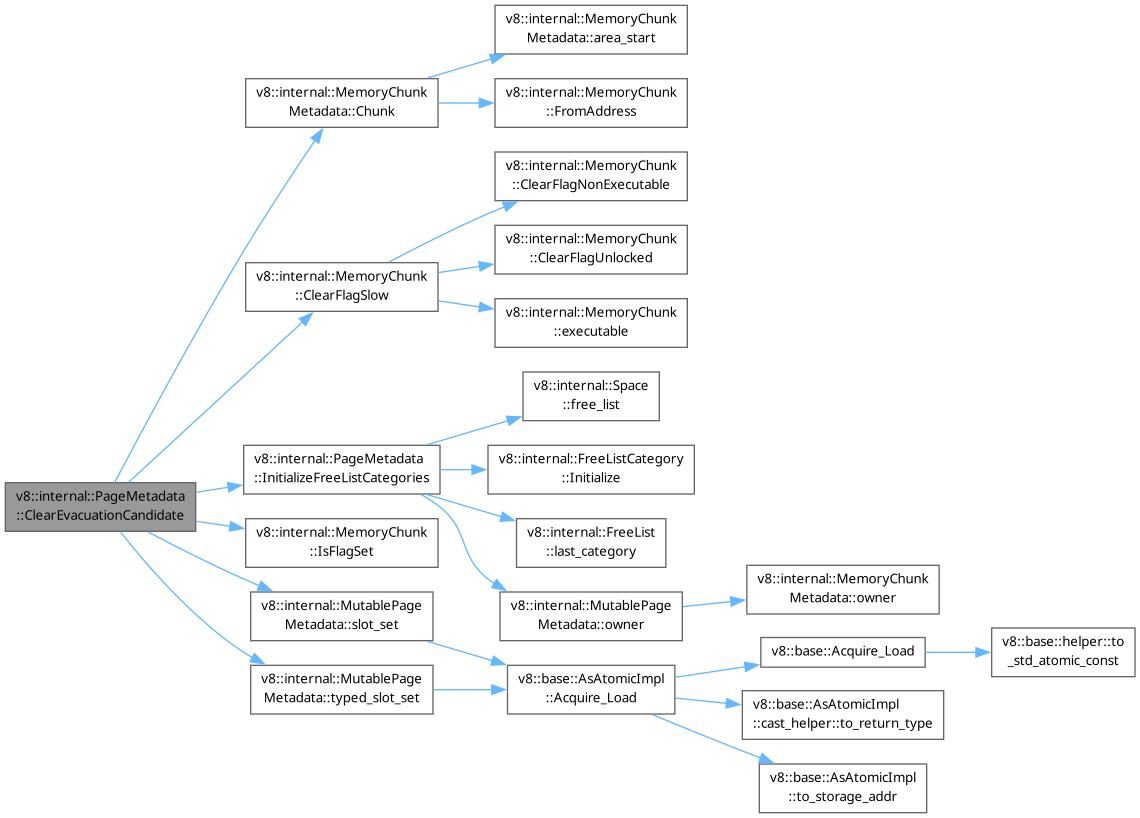 v8::internal::MemoryChunk
Metadata::area_start
v8::internal::MemoryChunk
Metadata::Chunk
v8::internal::MemoryChunk
::FromAddress
v8::internal::MemoryChunk
::ClearFlagNonExecutable
v8::internal::MemoryChunk
::ClearFlagUnlocked
v8::internal::MemoryChunk
::ClearFlagSlow
v8::internal::MemoryChunk
::executable
v8::internal::Space
::free_list
v8::internal::PageMetadata
::InitializeFreeListCategories
v8::internal::FreeListCategory
::Initialize
v8::internal::PageMetadata
::ClearEvacuationCandidate
v8::internal::MemoryChunk
::IsFlagSet
v8::internal::FreeList
::last_category
v8::internal::MutablePage
Metadata::slot_set
v8::internal::MutablePage
Metadata::owner
v8::internal::MemoryChunk
Metadata::owner
v8::internal::MutablePage
Metadata::typed_slot_set
v8::base::AsAtomicImpl
::Acquire_Load
v8::base::Acquire_Load
v8::base::helper::to
_std_atomic_const
v8::base::AsAtomicImpl
::cast_helper::to_return_type
v8::base::AsAtomicImpl
::to_storage_addr